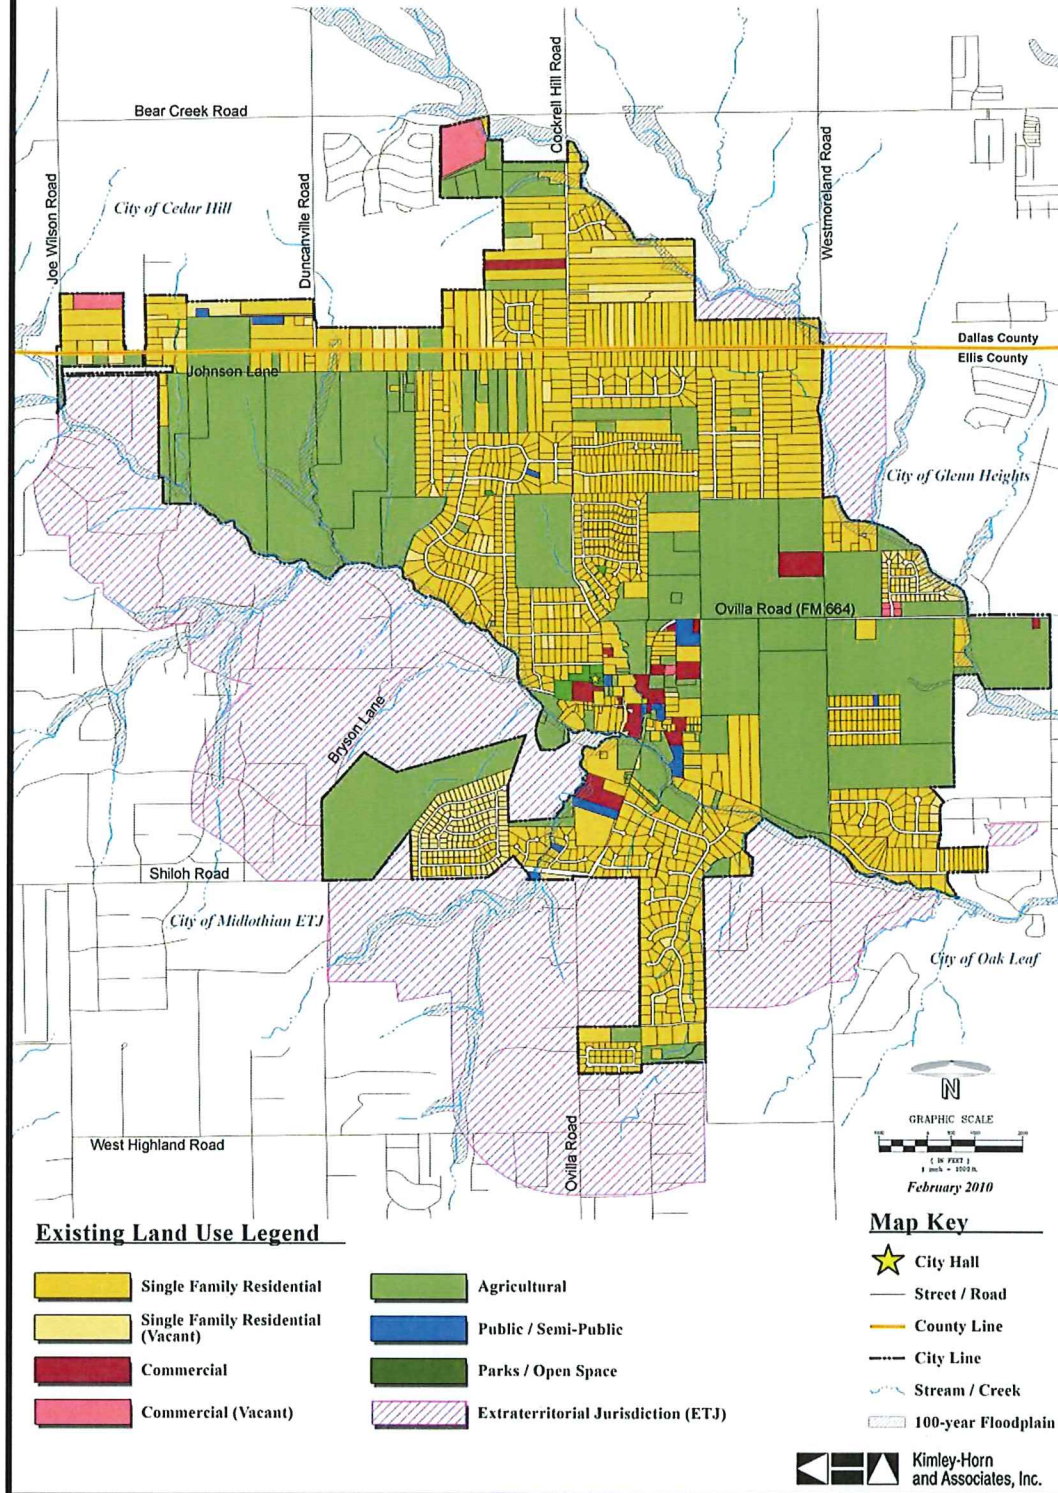 Bear Creek Road
Cockrell Hill Road
Joe Wilson Road
City of Cedar Hill
Duncanville Road
Westmoreland Road
Dallas County
Ellis County
Johnson Lane
City of Glenn Heights
Ovilla Road (FM 664)
Bryson Lane
Shiloh Road
City of Midlothian ETJ
City of Oak Leaf
N
GRAPHIC SCALE
( IN FEET )
February 2010
West Highland Road
Ovilla Road
Existing Land Use Legend
Single Family Residential
Single Family Residential
(Vacant)
Commercial
Commercial (Vacant)
Agricultural
Public / Semi-Public
Parks / Open Space
Extraterritorial Jurisdiction (ETJ)
Map Key
City Hall
Street / Road
County Line
City Line
Stream / Creek
100-year Floodplain
Kimley-Horn
and Associates, Inc.